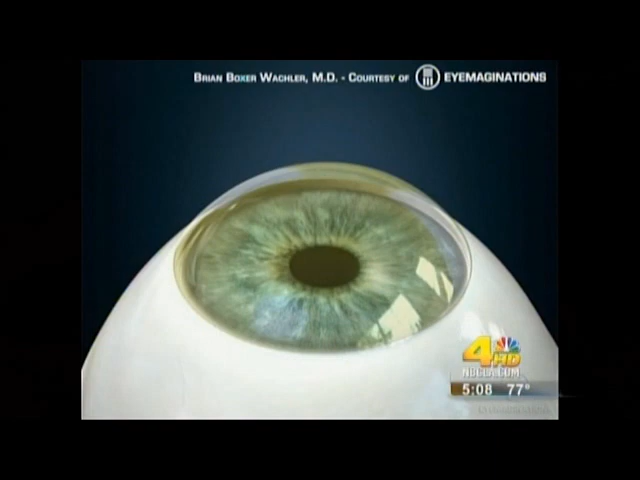 BRIAN BOXER WACHLER, M.D. - COURTESY OF EYEMAGINATIONS
4 HD
NBCLA.COM
5:08 77°